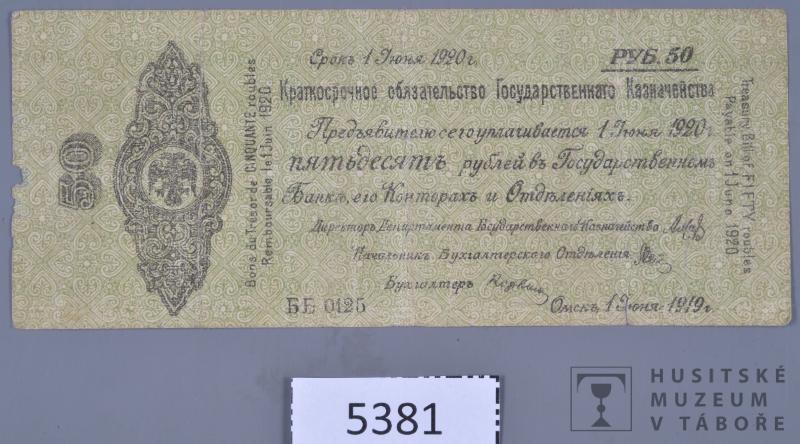 Срокъ 1 Іюня 1920 г.
РУБ. 50
Краткосрочное обязательство Государственнаго Казначейства
Предъявителю сего уплачивается 1 Іюня 1920 г.
пятьдесятъ рублей въ Государственномъ
Банкѣ, его Конторахъ и Отдѣленіяхъ.
Директоръ Департамента Государственнаго Казначейства
Начальникъ Бухгалтерскаго Отдѣленія
Бухгалтеръ
ББ 0125
Омскъ, 1 Іюня 1919 г.
50
Bons du Trésor de CINQUANTE roubles
Remboursable le 1 Juin 1920
Treasury Bill of FIFTY roubles
Payable on 1 June 1920
5381
HUSITSKÉ
MUZEUM
V TÁBOŘE